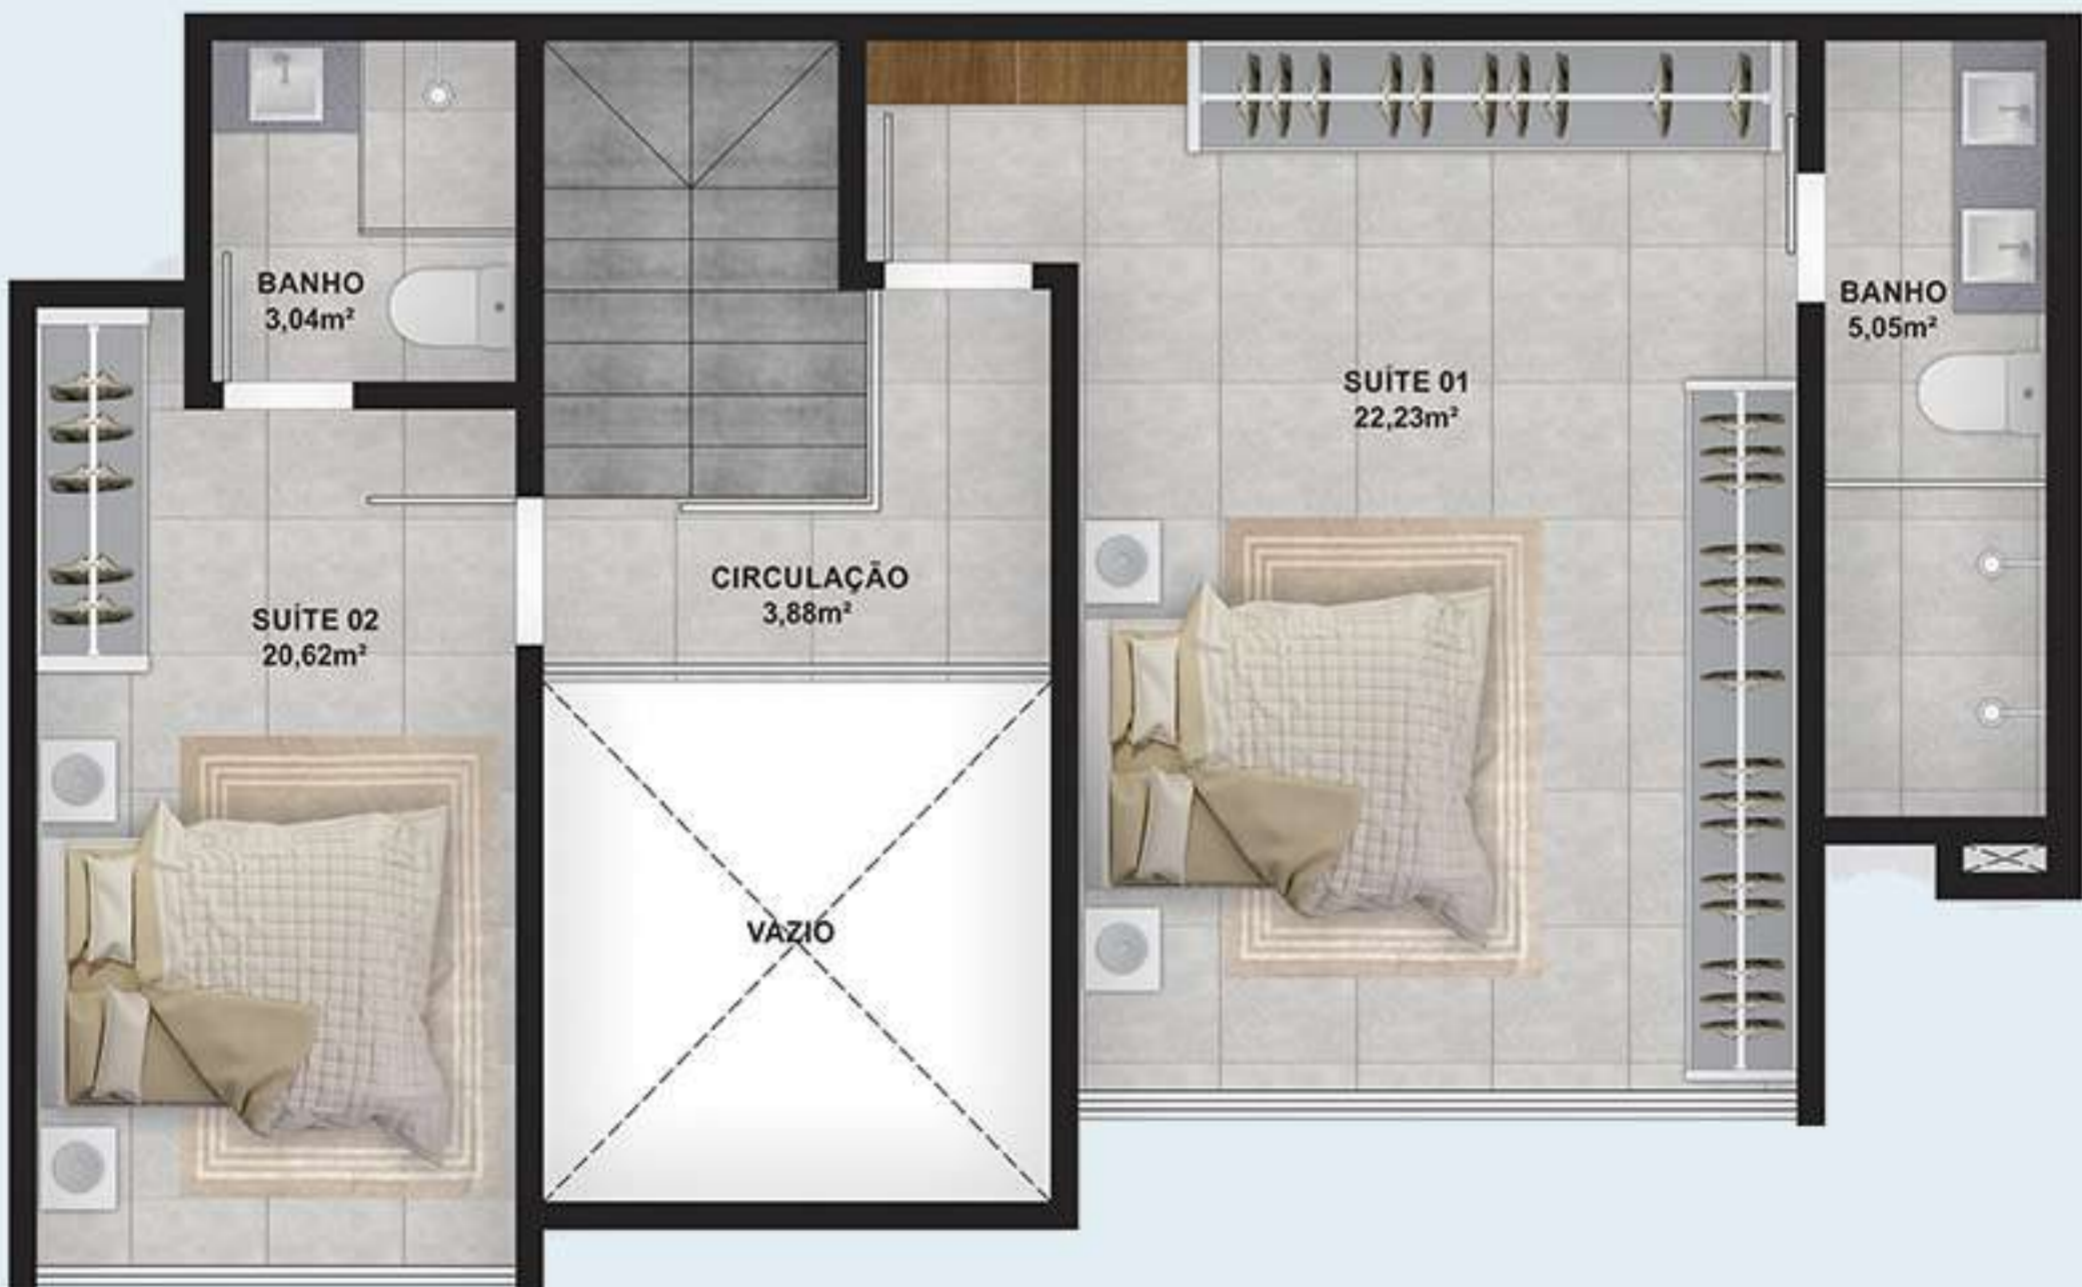 BANHO
3,04m²
BANHO
5,05m²
SUÍTE 01
22,23m²
CIRCULAÇÃO
3,88m²
SUÍTE 02
20,62m²
VAZIO